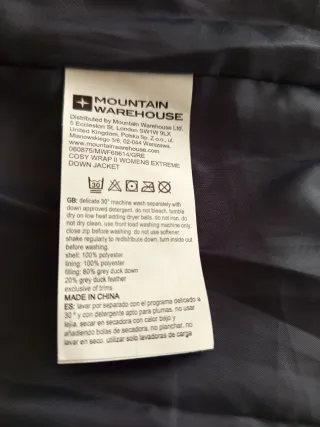 MOUNTAIN
WAREHOUSE
Distributed by Mountain Warehouse Ltd.
5 Eccleston St, London SW1W 9LX
United Kingdom, Polska Sp. Z o.o., ul
Mianowskiego 5/6, 02-044 Warszawa,
www.mountainwarehouse.com
060875/MWF68614/GRE
COSY WRAP II WOMENS EXTREME
DOWN JACKET
30
GB: delicate 30° machine wash separately with
down approved detergent. do not bleach. tumble
dry on low heat adding dryer balls. do not iron. do
not dry clean. use front load washing machine only.
close zip before washing. do not use softener.
shake regularly to redistribute down. turn inside out
before washing.
shell: 100% polyester
lining: 100% polyester
filling: 80% grey duck down
20% grey duck feather
exclusive of trims
MADE IN CHINA
ES: lavar por separado con el programa delicado a
30 º y con detergente apto para plumas, no usar
lejía, secar en secadora con calor bajo y
añadiendo bolas de secado, no planchar, no
lavar en seco. utilizar solo lavadoras de carga